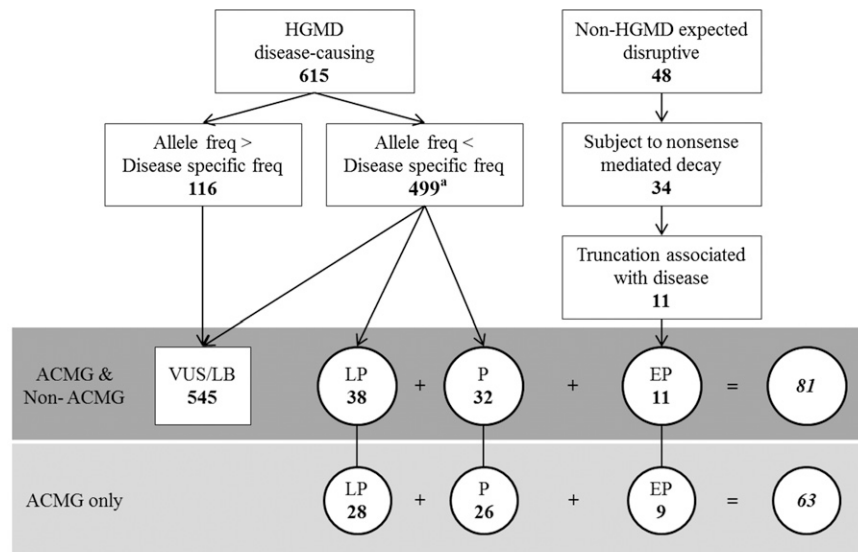 HGMD
disease-causing
615
Non-HGMD expected
disruptive
48
Allele freq >
Disease specific freq
116
Allele freq <
Disease specific freq
499ª
Subject to nonsense
mediated decay
34
Truncation associated
with disease
11
ACMG &
Non- ACMG
VUS/LB
545
LP
38
+
P
32
+
EP
11
=
81
ACMG only
LP
28
+
P
26
+
EP
9
=
63